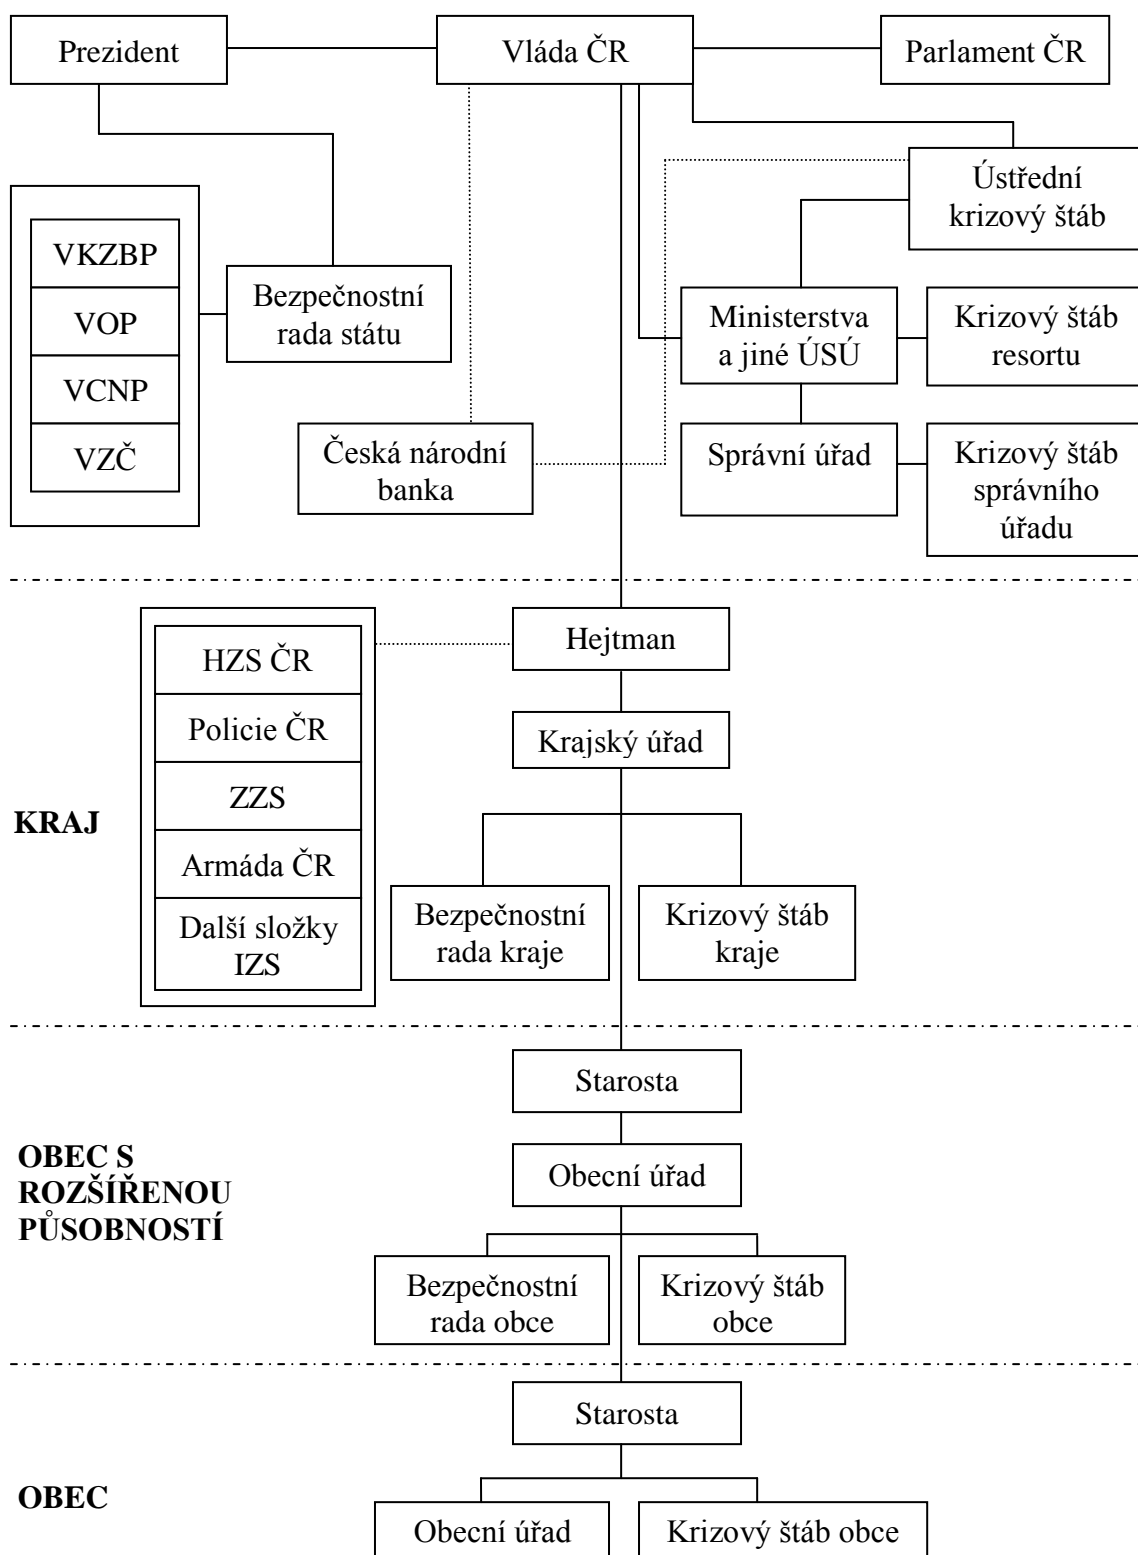 Prezident
Vláda ČR
Parlament ČR
Ústřední
krizový štáb
VKZBP
VOP
VCNP
VZČ
Bezpečnostní
rada státu
Ministerstva
a jiné ÚSÚ
Krizový štáb
resortu
Česká národní
banka
Správní úřad
Krizový štáb
správního
úřadu
KRAJ
HZS ČR
Policie ČR
ZZS
Armáda ČR
Další složky
IZS
Hejtman
Krajský úřad
Bezpečnostní
rada kraje
Krizový štáb
kraje
OBEC S
ROZŠÍŘENOU
PŮSOBNOSTÍ
Starosta
Obecní úřad
Bezpečnostní
rada obce
Krizový štáb
obce
OBEC
Starosta
Obecní úřad
Krizový štáb obce